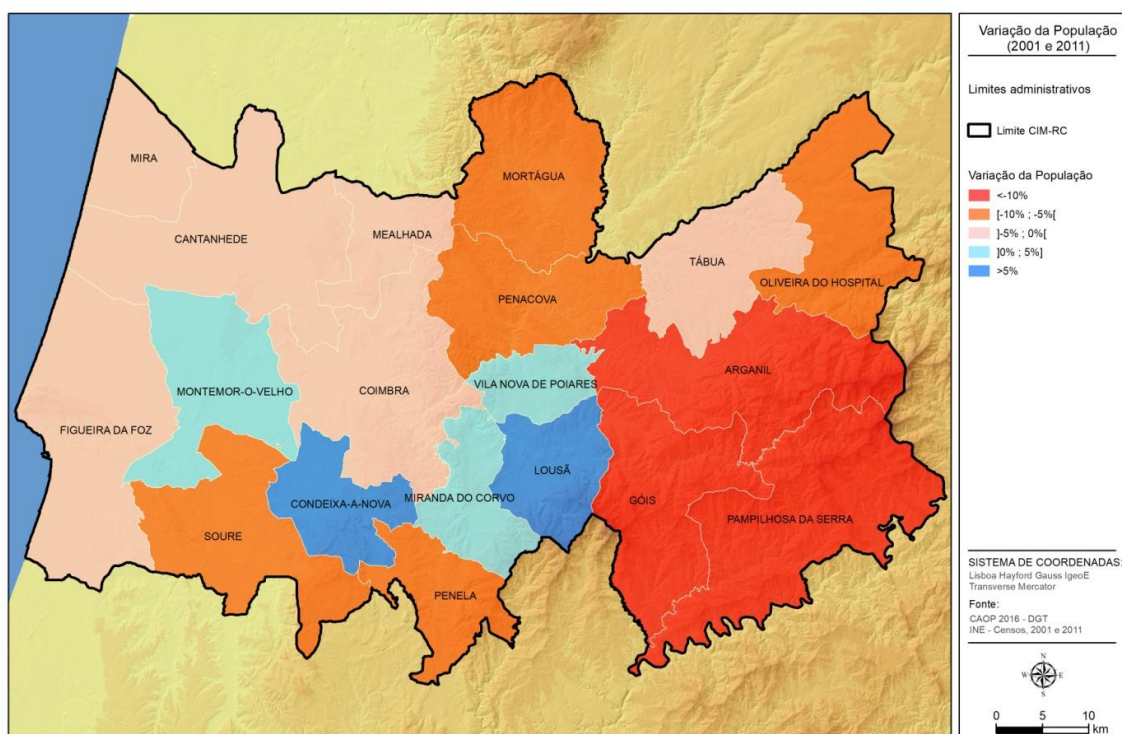 MIRA
MORTÁGUA
CANTANHEDE
MEALHADA
TÁBUA
OLIVEIRA DO HOSPITAL
PENACOVA
ARGANIL
MONTEMOR-O-VELHO
COIMBRA
VILA NOVA DE POIARES
FIGUEIRA DA FOZ
LOUSÃ
CONDEIXA-A-NOVA
MIRANDA DO CORVO
GÓIS
PAMPILHOSA DA SERRA
SOURE
PENELA
Variação da População
(2001 e 2011)
Limites administrativos
Limite CIM-RC
Variação da População
<-10%
[-10% ; -5%[
]-5% ; 0%[
]0% ; 5%]
>5%
SISTEMA DE COORDENADAS:
Lisboa Hayford Gauss IgeoE
Transverse Mercator
Fonte:
CAOP 2016 - DGT
INE - Censos, 2001 e 2011
N
W E
S
0 5 10
km